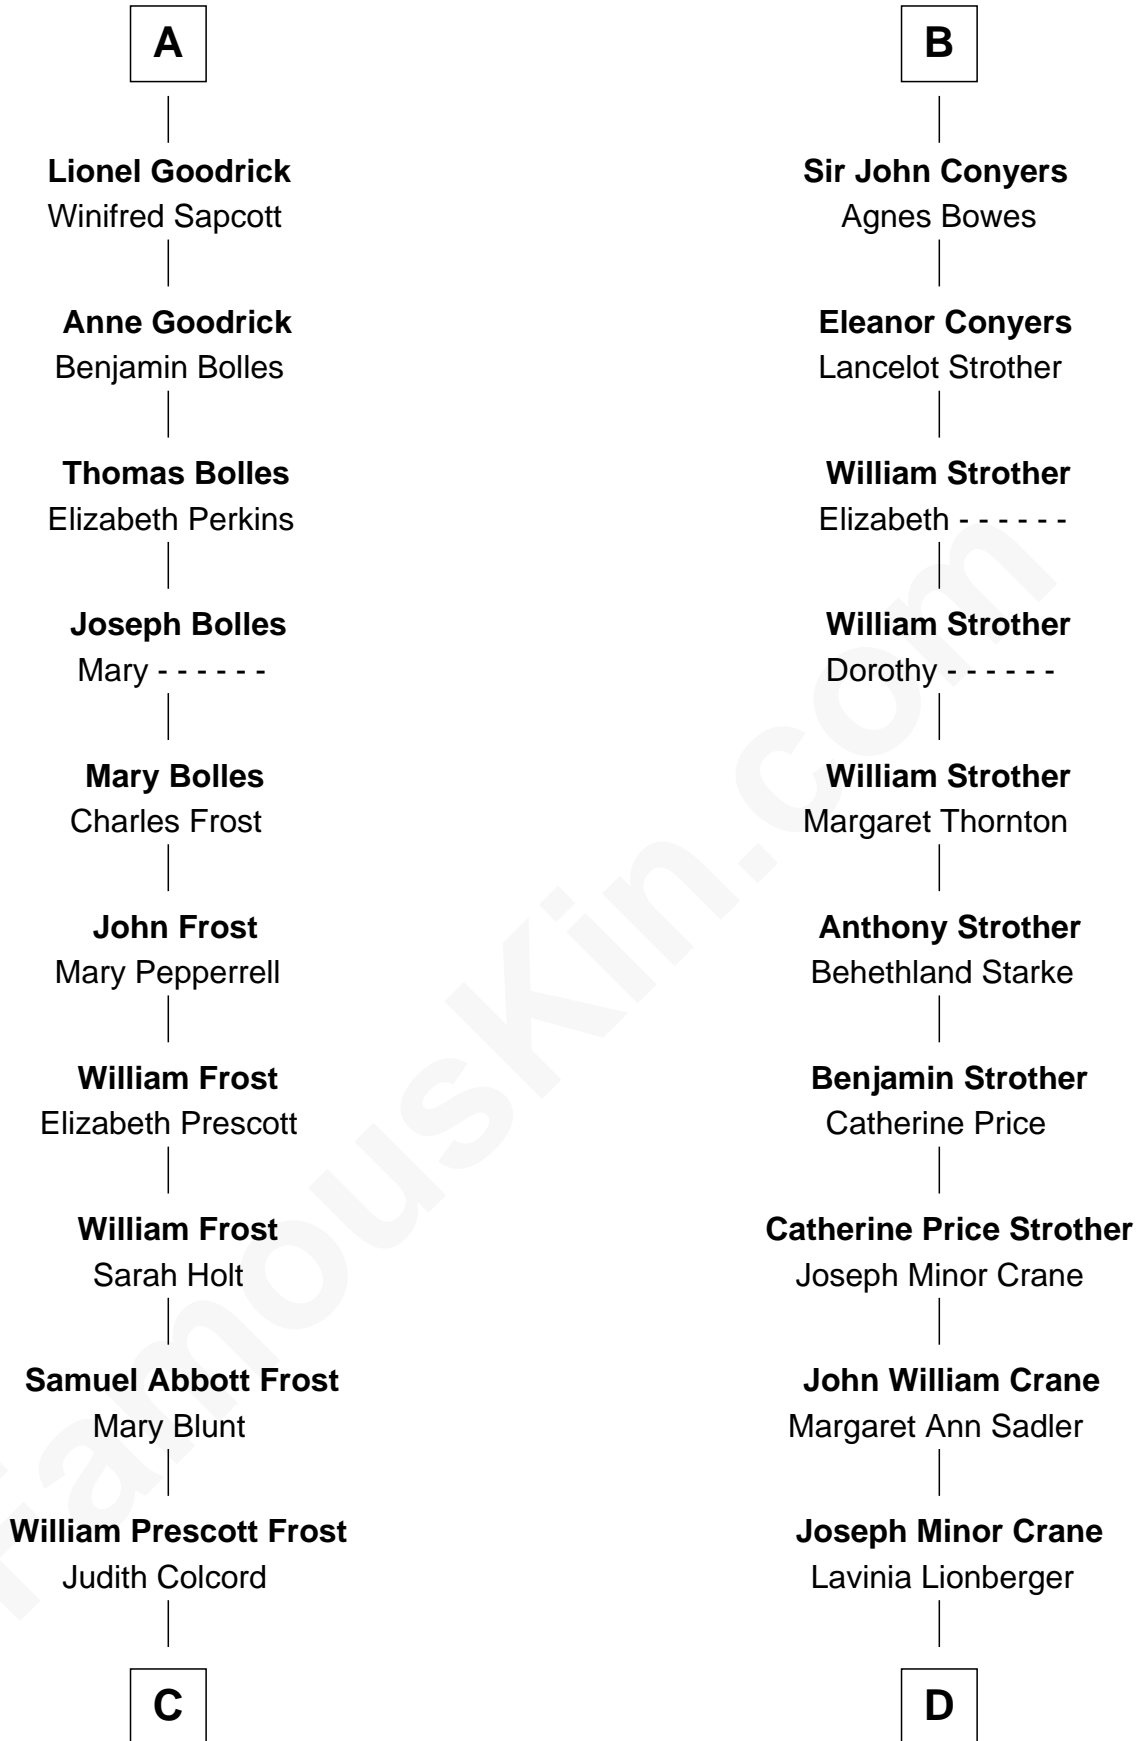 A
Lionel Goodrick
Winifred Sapcott
Anne Goodrick
Benjamin Bolles
Thomas Bolles
Elizabeth Perkins
Joseph Bolles
Mary - - - - - -
Mary Bolles
Charles Frost
John Frost
Mary Pepperrell
William Frost
Elizabeth Prescott
William Frost
Sarah Holt
Samuel Abbott Frost
Mary Blunt
William Prescott Frost
Judith Colcord
C
B
Sir John Conyers
Agnes Bowes
Eleanor Conyers
Lancelot Strother
William Strother
Elizabeth - - - - - -
William Strother
Dorothy - - - - - -
William Strother
Margaret Thornton
Anthony Strother
Behethland Starke
Benjamin Strother
Catherine Price
Catherine Price Strother
Joseph Minor Crane
John William Crane
Margaret Ann Sadler
Joseph Minor Crane
Lavinia Lionberger
D
FamousKin.com